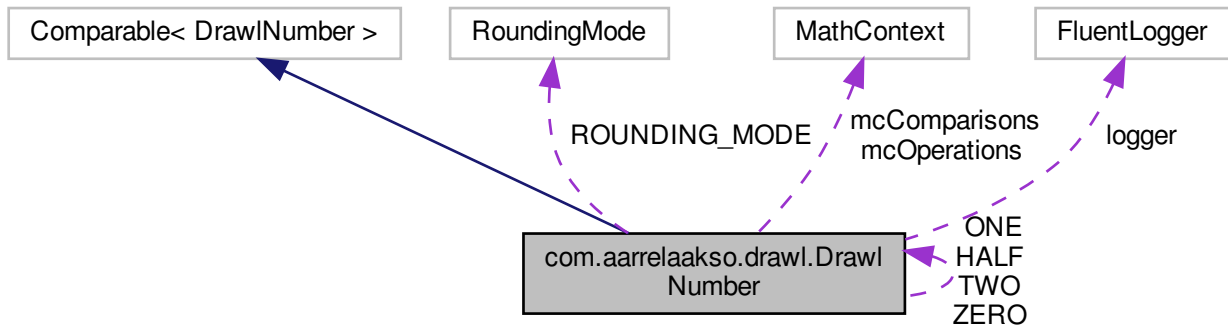 Comparable< DrawlNumber >
RoundingMode
MathContext
FluentLogger
ROUNDING_MODE
mcComparisons
mcOperations
logger
com.aarrelaakso.drawl.Drawl
Number
ONE
HALF
TWO
ZERO